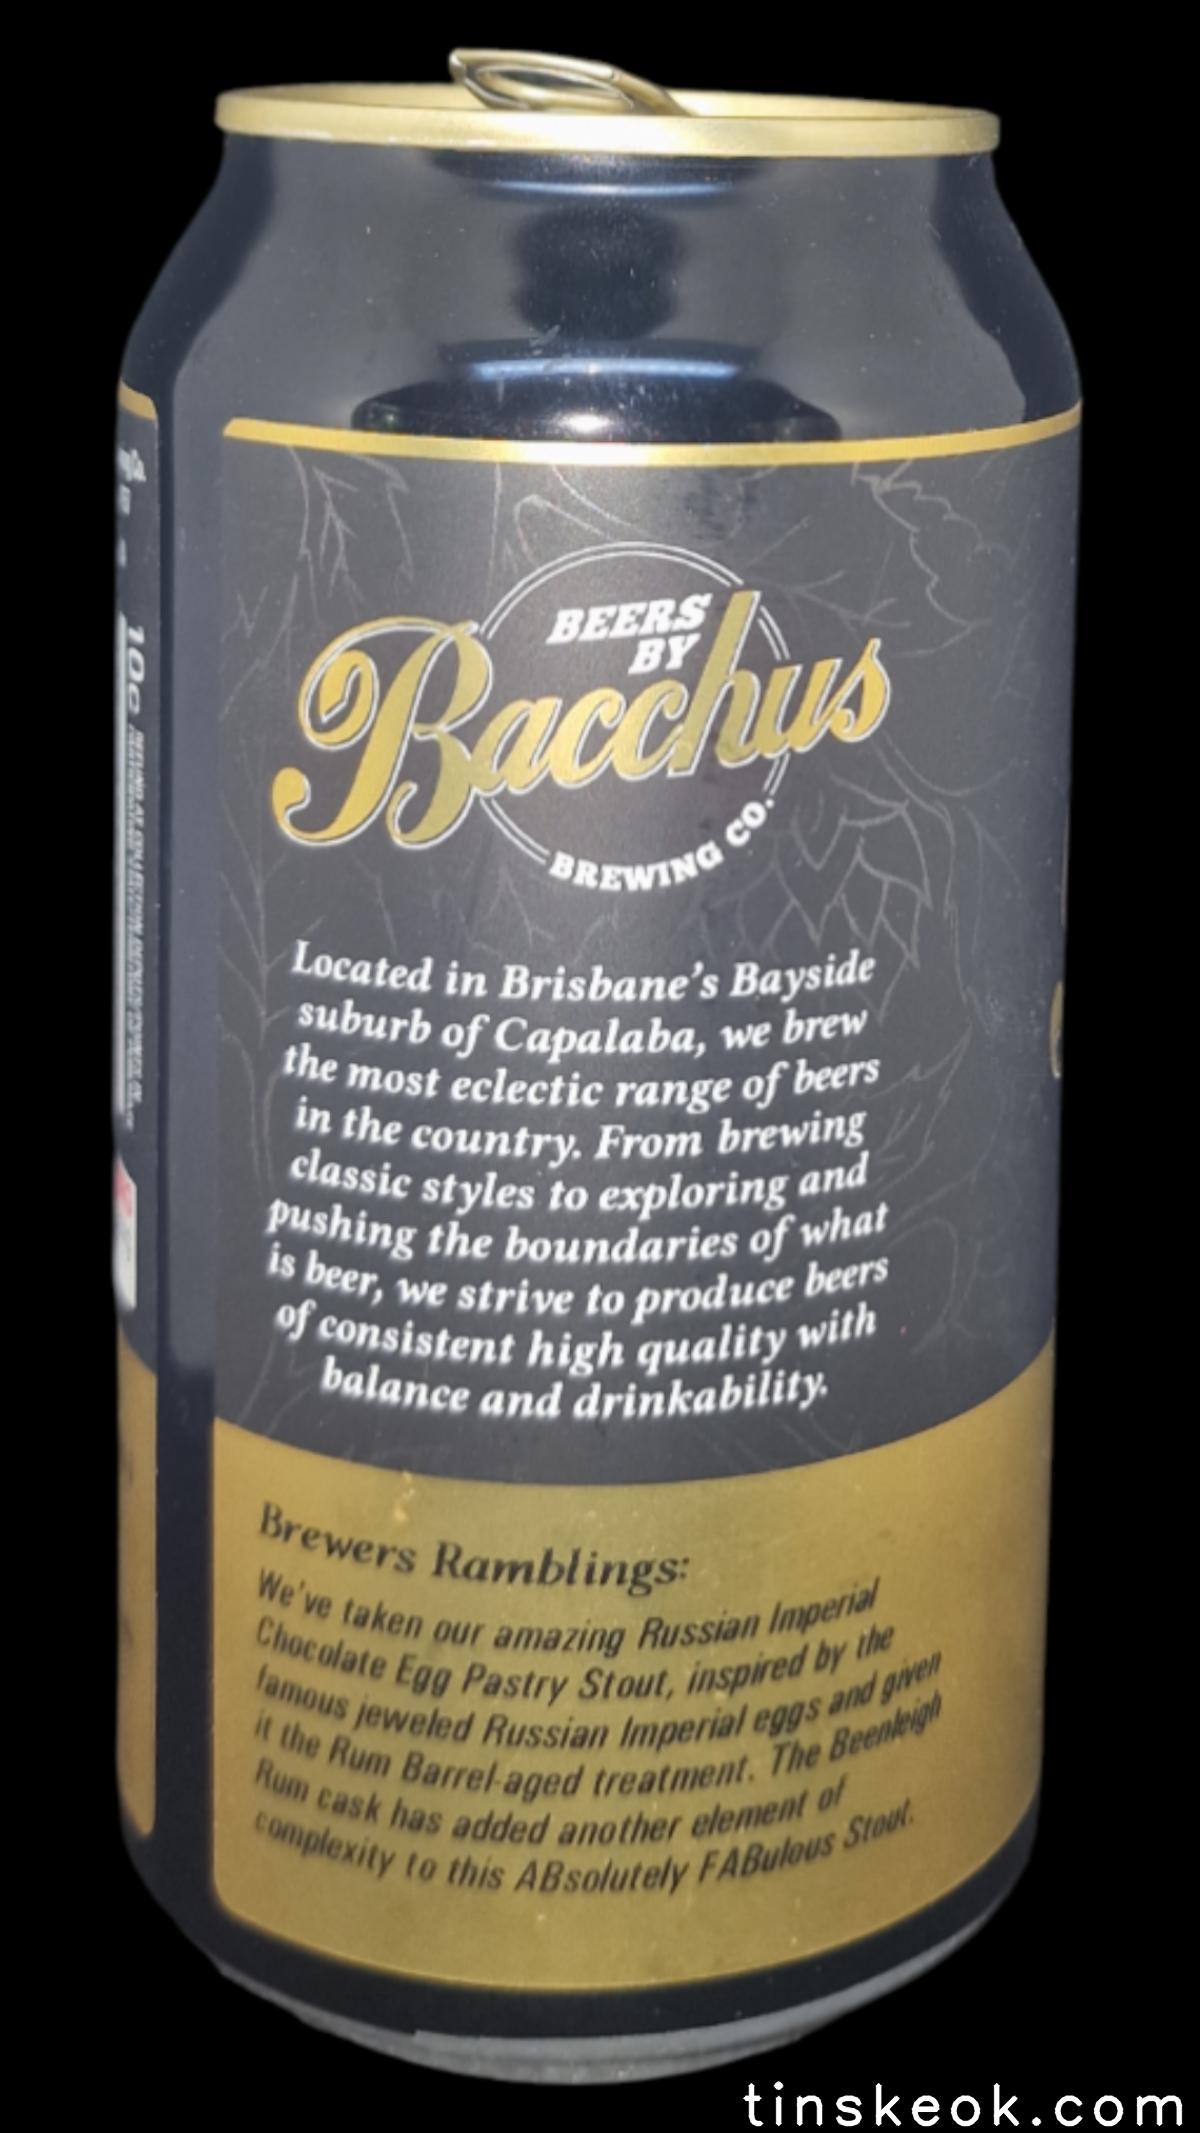 BEERS
BY
Bacchus
BREWING CO.
Located in Brisbane's Bayside
suburb of Capalaba, we brew
the most eclectic range of beers
in the country. From brewing
classic styles to exploring and
pushing the boundaries of what
is beer, we strive to produce beers
of consistent high quality with
balance and drinkability.
Brewers Ramblings:
We've taken our amazing Russian Imperial
Chocolate Egg Pastry Stout, inspired by the
famous jeweled Russian Imperial eggs and given
it the Rum Barrel-aged treatment. The Beenleigh
Rum cask has added another element of
complexity to this ABsolutely FABulous Stout.
10c
tinskeok.com